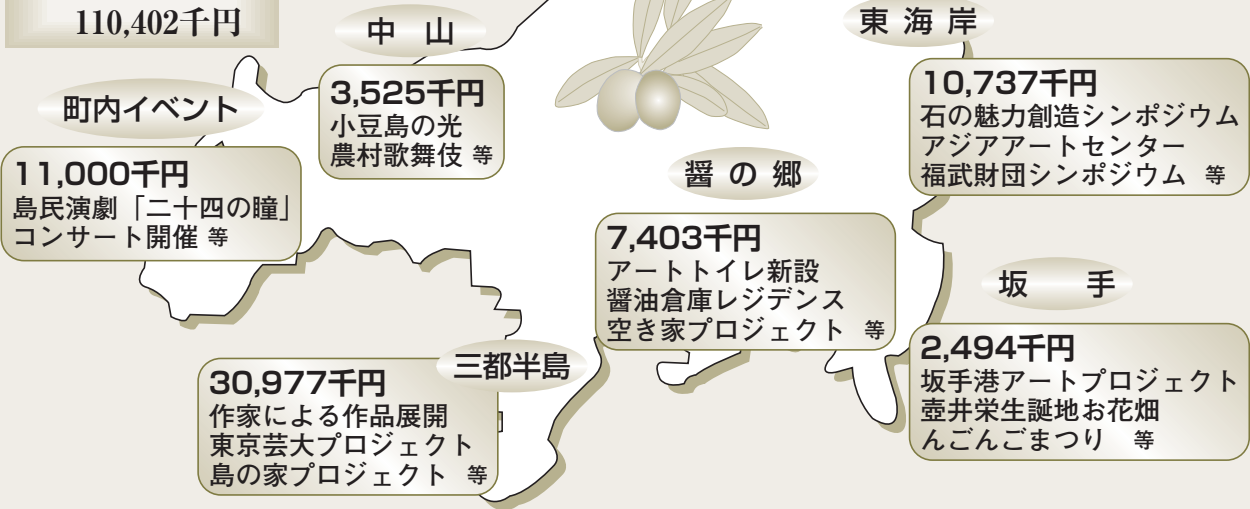 110,402千円
中山
3,525千円
小豆島の光
農村歌舞伎 等
町内イベント
11,000千円
島民演劇「二十四の瞳」
コンサート開催 等
東海岸
10,737千円
石の魅力創造シンポジウム
アジアアートセンター
福武財団シンポジウム 等
醤の郷
7,403千円
アートトイレ新設
醤油倉庫レジデンス
空き家プロジェクト 等
坂手
2,494千円
坂手港アートプロジェクト
壺井栄生誕地お花畑
んごんごまつり 等
三都半島
30,977千円
作家による作品展開
東京芸大プロジェクト
島の家プロジェクト 等